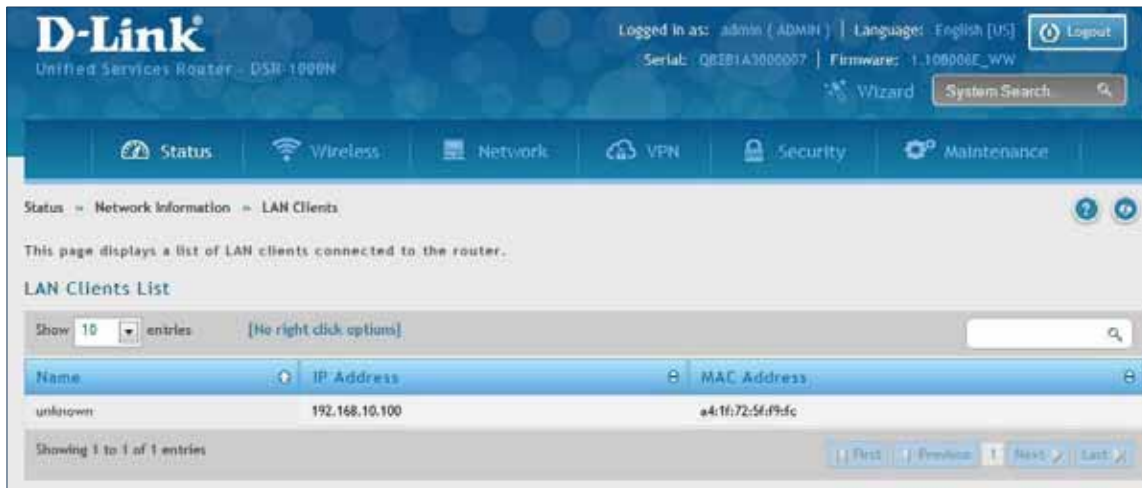 D-Link
Unified Services Router - DSR-1000N
Logged in as: admin ( ADMIN ) | Language: English [US]
Logout
Serial: QB2B1A3000007 | Firmware: 1.10B006E_WW
Wizard
System Search...
Status
Wireless
Network
VPN
Security
Maintenance
Status » Network Information » LAN Clients
This page displays a list of LAN clients connected to the router.
LAN Clients List
Show 10 entries [No right click options]
Name IP Address MAC Address
unknown 192.168.10.100 a4:1f:72:5f:f9:fc
Showing 1 to 1 of 1 entries
First Previous 1 Next Last